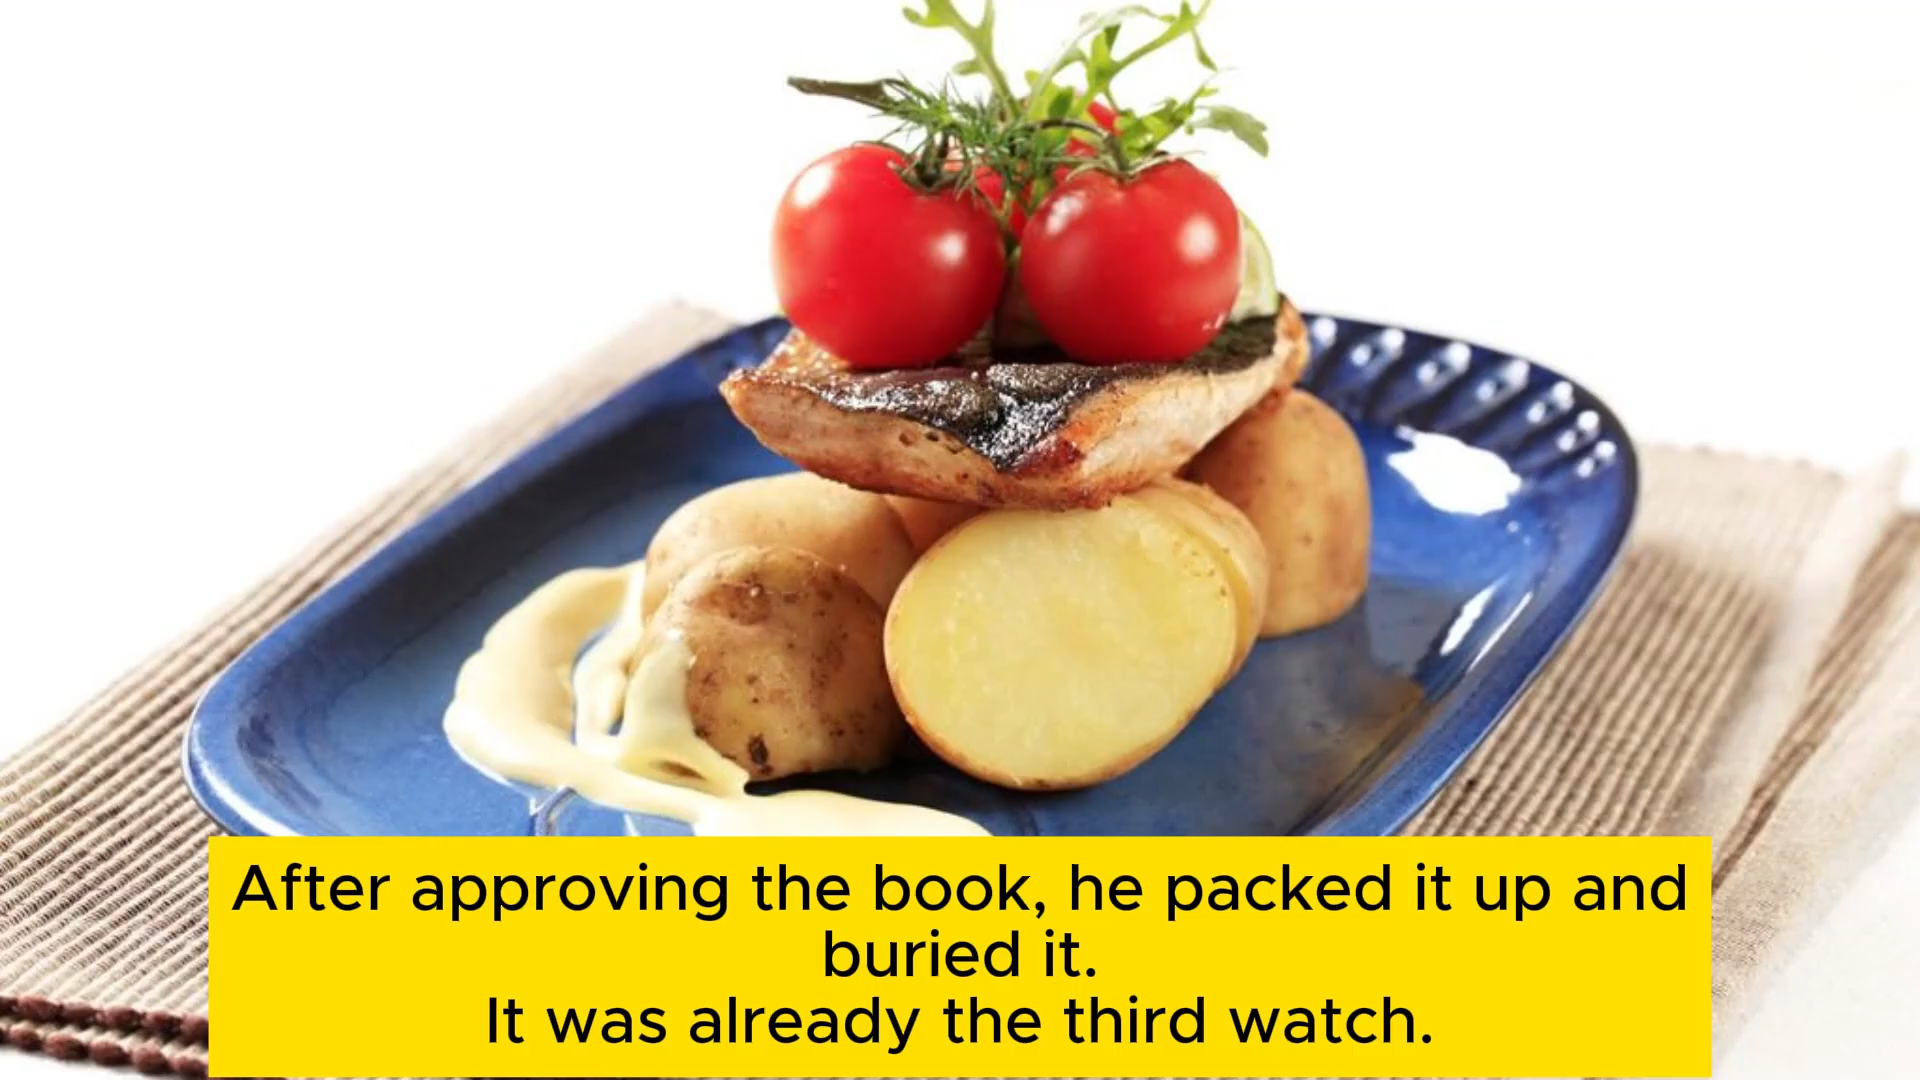 After approving the book, he packed it up and
buried it.
It was already the third watch.